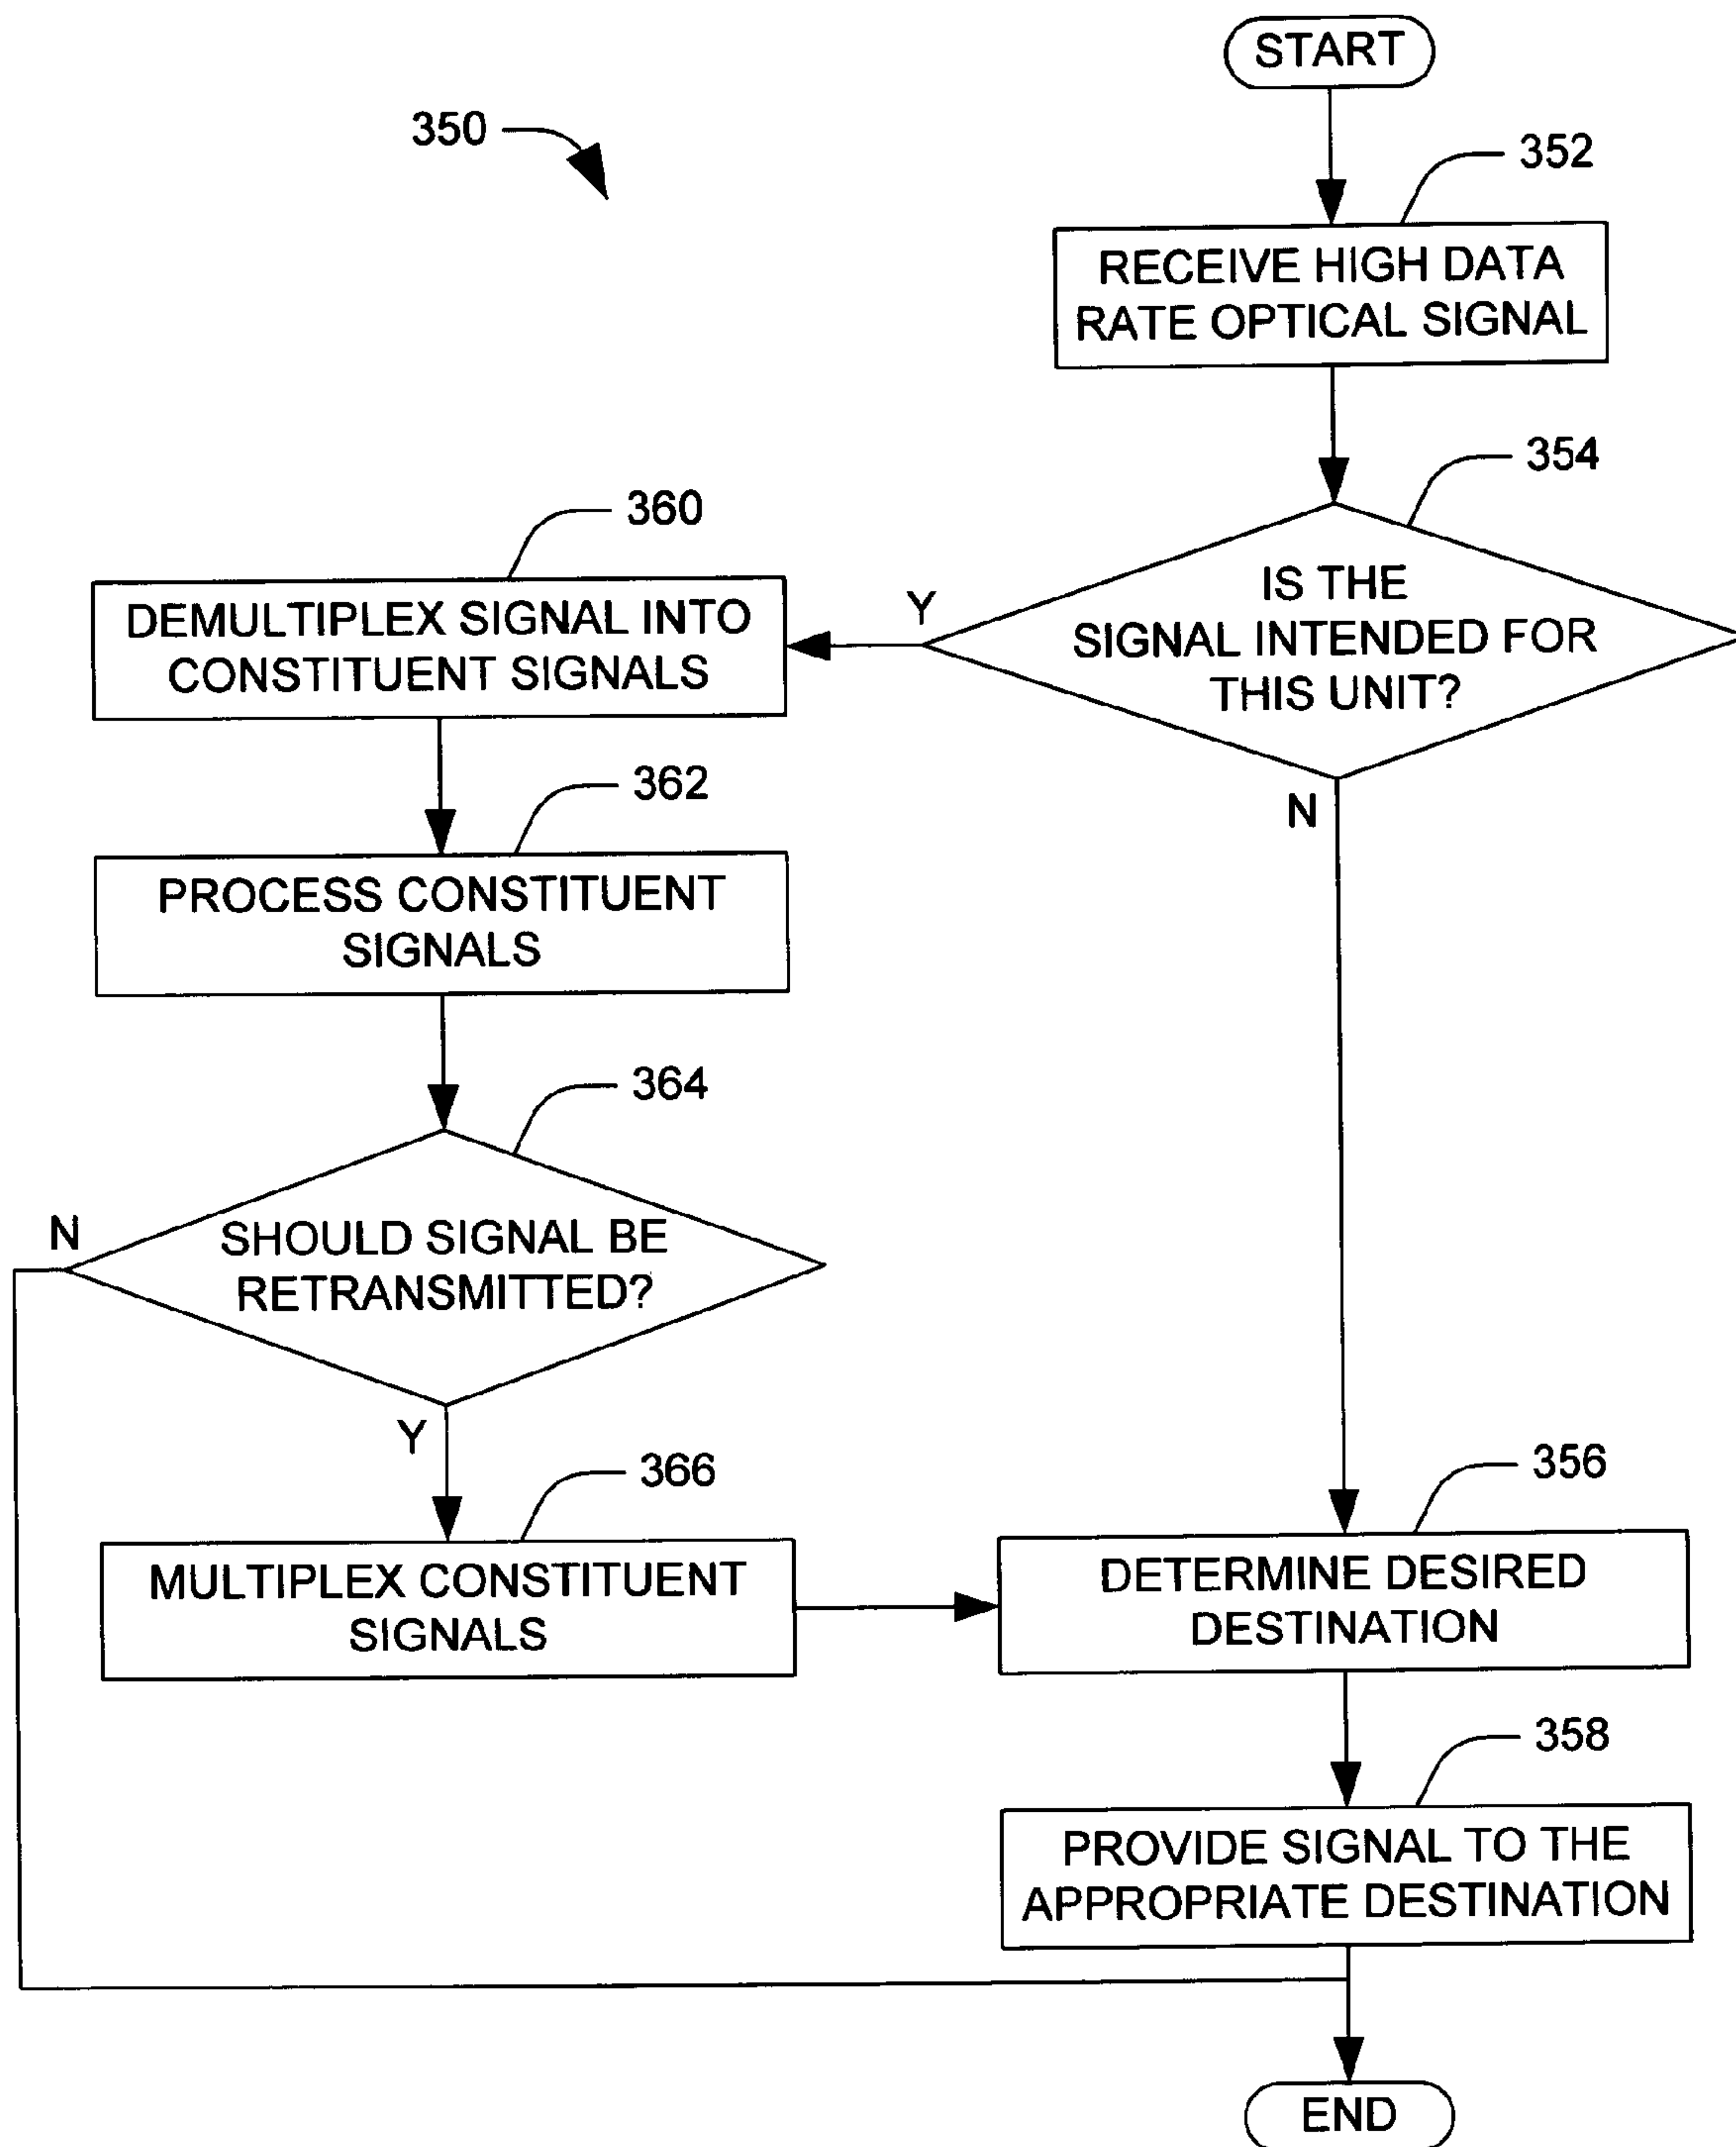 START
350
352
RECEIVE HIGH DATA
RATE OPTICAL SIGNAL
354
IS THE
SIGNAL INTENDED FOR
THIS UNIT?
Y
N
360
DEMULTIPLEX SIGNAL INTO
CONSTITUENT SIGNALS
362
PROCESS CONSTITUENT
SIGNALS
364
SHOULD SIGNAL BE
RETRANSMITTED?
N
Y
366
MULTIPLEX CONSTITUENT
SIGNALS
356
DETERMINE DESIRED
DESTINATION
358
PROVIDE SIGNAL TO THE
APPROPRIATE DESTINATION
END